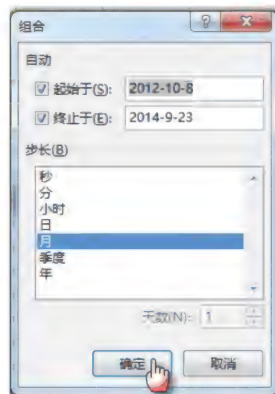 组合
自动
起始于(S): 2012-10-8
终止于(E): 2014-9-23
步长(B)
秒
分
小时
日
月
季度
年
天数(N): 1
确定 取消